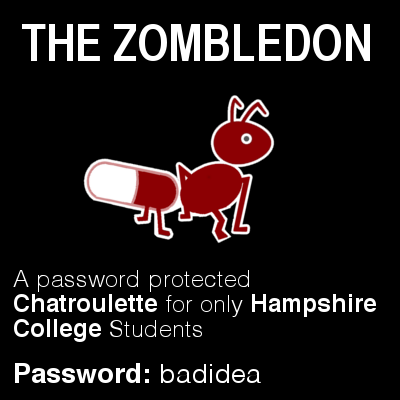 THE ZOMBLEDON
A password protected
Chatroulette for only Hampshire
College Students
Password: badidea